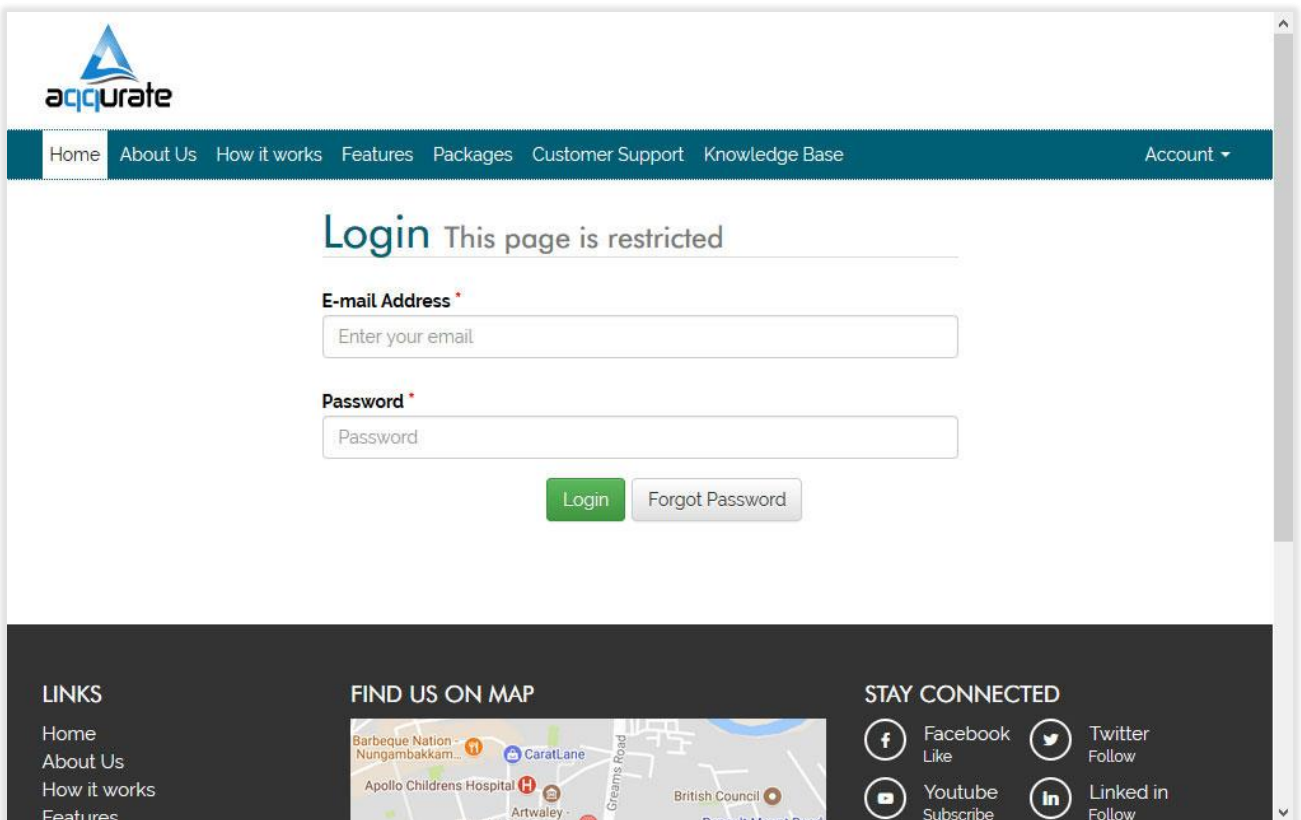 aqqurate
Home About Us How it works Features Packages Customer Support Knowledge Base Account
Login This page is restricted
E-mail Address *
Enter your email
Password *
Password
Login Forgot Password
LINKS
Home
About Us
How it works
Features
FIND US ON MAP
Barbeque Nation -
Nungambakkam...
CaratLane
Apollo Childrens Hospital
H
Greams Road
British Council
Artwaley -
STAY CONNECTED
Facebook
Like
Twitter
Follow
Youtube
Subscribe
Linked in
Follow